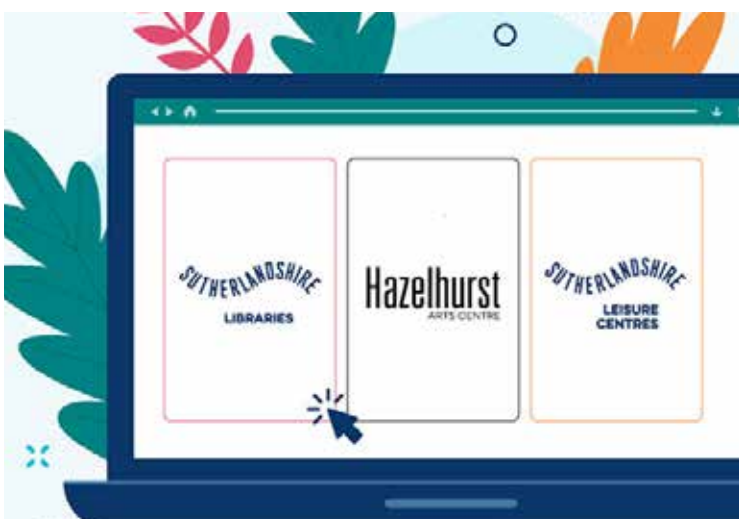 SUTHERLANDSHIRE
LIBRARIES
Hazelhurst
ARTS CENTRE
SUTHERLANDSHIRE
LEISURE
CENTRES